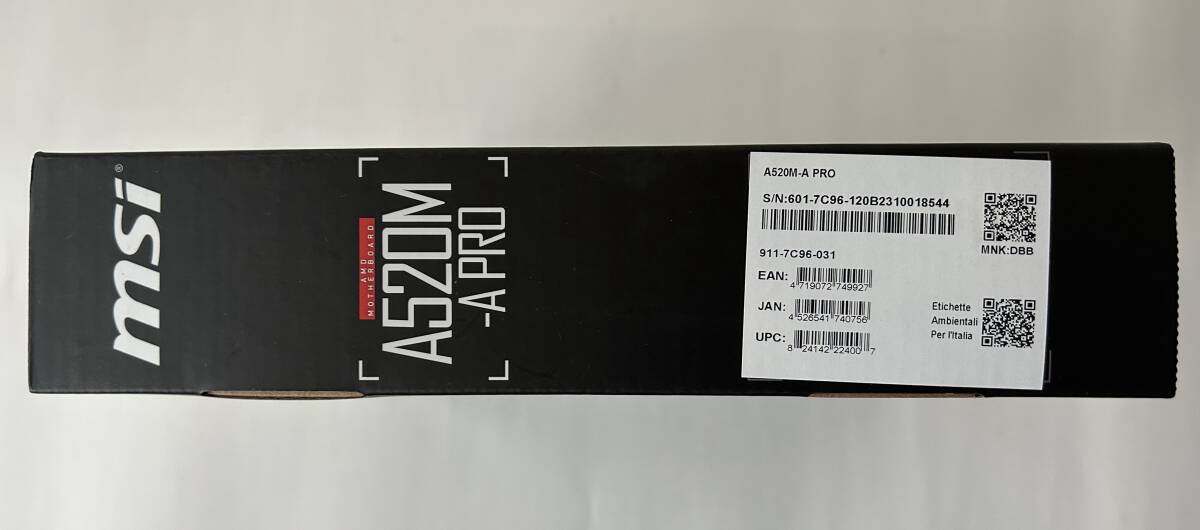 msi®
AMD
MOTHERBOARD
A520M
-A PRO
A520M-A PRO
S/N:601-7C96-120B2310018544
MNK:DBB
911-7C96-031
EAN:
4 719072 749927
JAN:
4 526541 740756
UPC:
8 24142 22400 7
Etichette
Ambientali
Per l'Italia